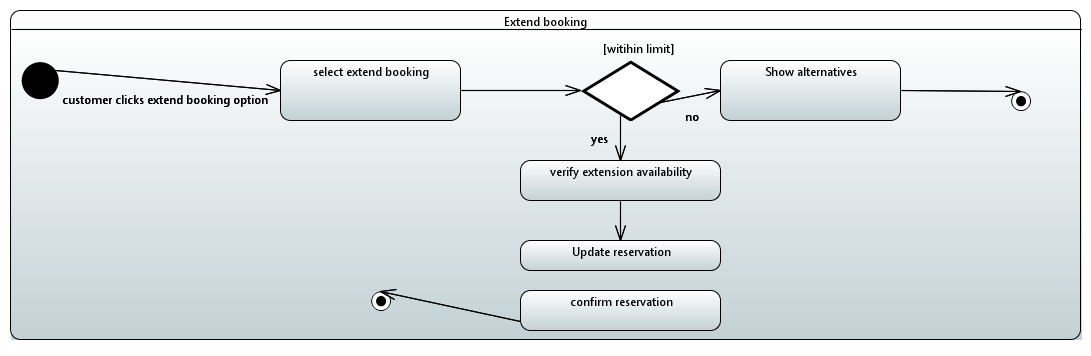 Extend booking
[witihin limit]
select extend booking
Show alternatives
customer clicks extend booking option
no
yes
verify extension availability
Update reservation
confirm reservation